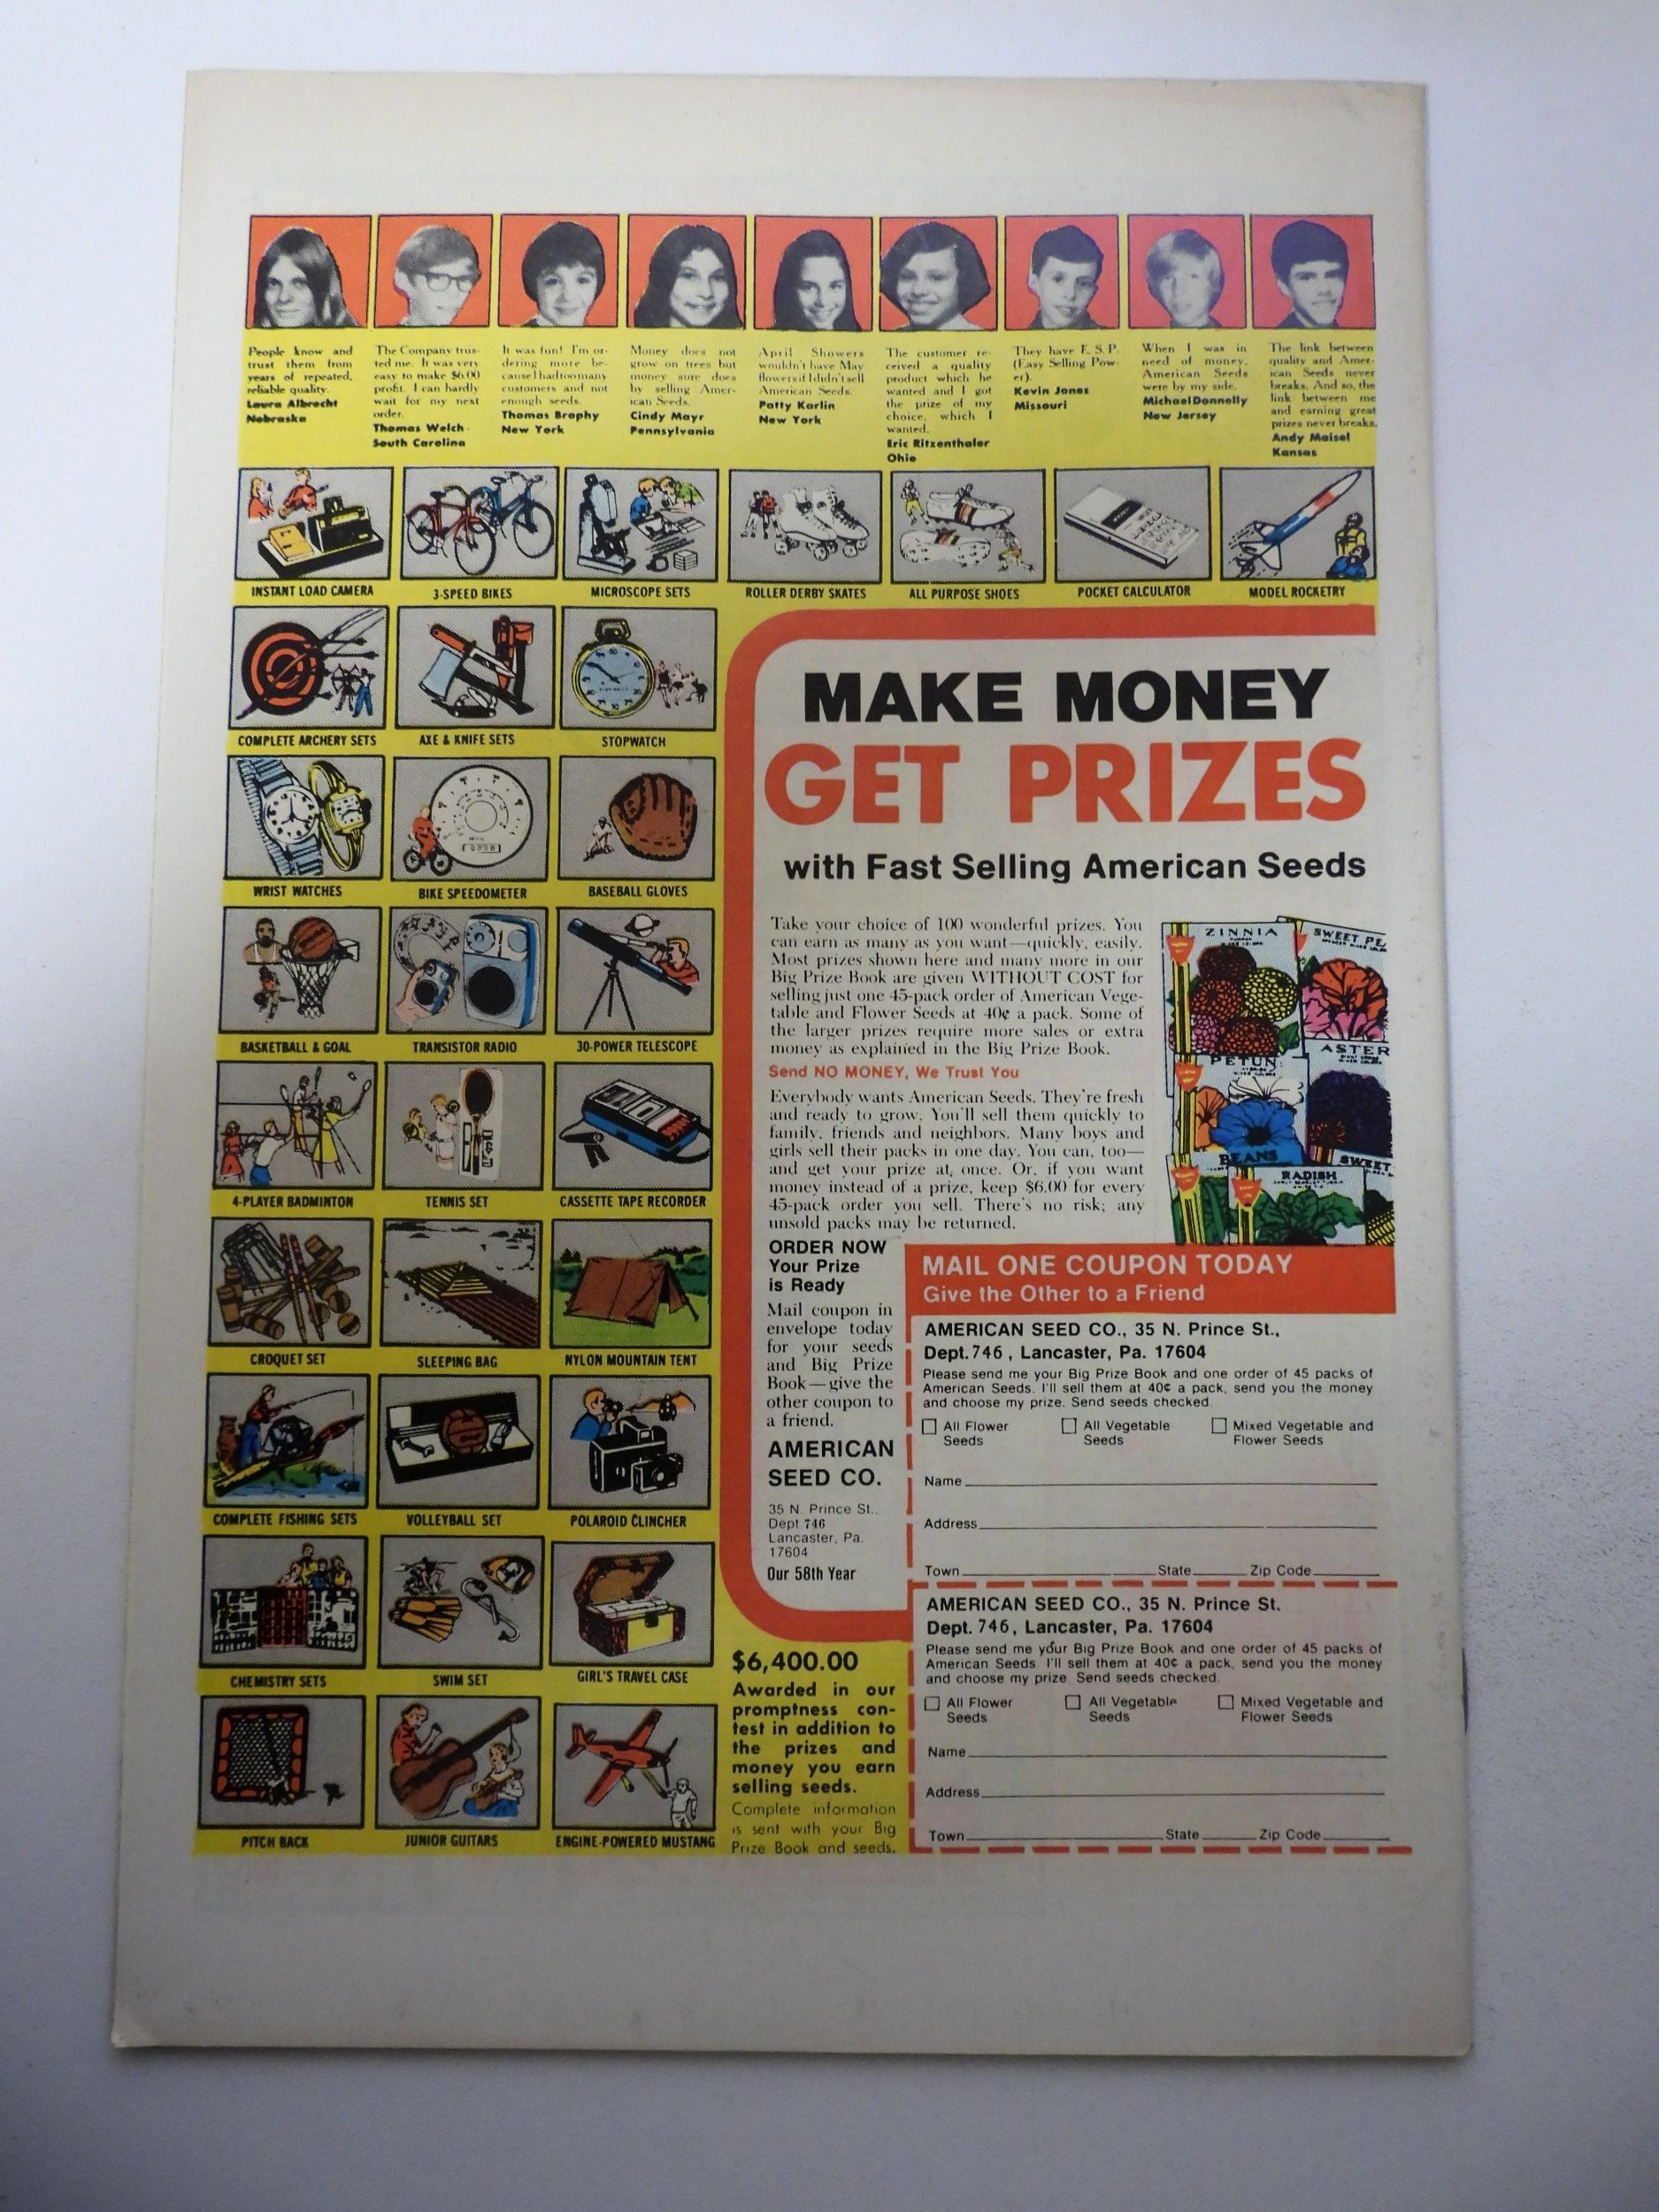 People know and
trust them from
years of repeated,
reliable quality.
Laura Albrecht
Nebraska
The Company trus-
ted me. It was very
easy to make $6.00
profit. I can hardly
wait for my next
order.
Thomas Welch
South Carolina
It was fun! I'm or-
dering more be-
cause I had too many
customers and not
enough seeds.
Thomas Brophy
New York
Money does not
grow on trees but
money sure does
by selling Amer-
ican Seeds.
Cindy Mayr
Pennsylvania
April Showers
wouldn't have May
flowers if I didn't sell
American Seeds.
Patty Karlin
New York
The customer re-
ceived a quality
product which he
wanted and I got
the prize of my
choice, which I
wanted.
Eric Ritzenthaler
Ohio
They have E. S. P.
(Easy Selling Pow-
er).
Kevin Jones
Missouri
When I was in
need of money,
American Seeds
were by my side.
Michael Donnelly
New Jersey
The link between
quality and Amer-
ican Seeds never
breaks. And so, the
link between me
and earning great
prizes never breaks.
Andy Maisel
Kansas
INSTANT LOAD CAMERA
3-SPEED BIKES
MICROSCOPE SETS
ROLLER DERBY SKATES
ALL PURPOSE SHOES
POCKET CALCULATOR
MODEL ROCKETRY
COMPLETE ARCHERY SETS
AXE & KNIFE SETS
STOPWATCH
WRIST WATCHES
BIKE SPEEDOMETER
BASEBALL GLOVES
BASKETBALL & GOAL
TRANSISTOR RADIO
30-POWER TELESCOPE
4-PLAYER BADMINTON
TENNIS SET
CASSETTE TAPE RECORDER
CROQUET SET
SLEEPING BAG
NYLON MOUNTAIN TENT
COMPLETE FISHING SETS
VOLLEYBALL SET
POLAROID CLINCHER
CHEMISTRY SETS
SWIM SET
GIRL'S TRAVEL CASE
PITCH BACK
JUNIOR GUITARS
ENGINE-POWERED MUSTANG
MAKE MONEY
GET PRIZES
with Fast Selling American Seeds
Take your choice of 100 wonderful prizes. You
can earn as many as you want—quickly, easily.
Most prizes shown here and many more in our
Big Prize Book are given WITHOUT COST for
selling just one 45-pack order of American Vege-
table and Flower Seeds at 40¢ a pack. Some of
the larger prizes require more sales or extra
money as explained in the Big Prize Book.
Send NO MONEY, We Trust You
Everybody wants American Seeds. They're fresh
and ready to grow. You'll sell them quickly to
family, friends and neighbors. Many boys and
girls sell their packs in one day. You can, too—
and get your prize at once. Or, if you want
money instead of a prize, keep $6.00 for every
45-pack order you sell. There's no risk; any
unsold packs may be returned.
ZINNIA
SWEET PE
ASTER
PETUN
BEANS
RADISH
SWEET
ORDER NOW
Your Prize
is Ready
Mail coupon in
envelope today
for your seeds
and Big Prize
Book—give the
other coupon to
a friend.
AMERICAN
SEED CO.
35 N. Prince St.,
Dept 746
Lancaster, Pa.
17604
Our 58th Year
$6,400.00
Awarded in our
promptness con-
test in addition to
the prizes and
money you earn
selling seeds.
Complete information
is sent with your Big
Prize Book and seeds.
MAIL ONE COUPON TODAY
Give the Other to a Friend
AMERICAN SEED CO., 35 N. Prince St.,
Dept. 746, Lancaster, Pa. 17604
Please send me your Big Prize Book and one order of 45 packs of
American Seeds. I'll sell them at 40¢ a pack, send you the money
and choose my prize. Send seeds checked.
All Flower
Seeds
All Vegetable
Seeds
Mixed Vegetable and
Flower Seeds
Name
Address
Town State Zip Code
AMERICAN SEED CO., 35 N. Prince St.
Dept. 746, Lancaster, Pa. 17604
Please send me your Big Prize Book and one order of 45 packs of
American Seeds. I'll sell them at 40¢ a pack, send you the money
and choose my prize. Send seeds checked.
All Flower
Seeds
All Vegetable
Seeds
Mixed Vegetable and
Flower Seeds
Name
Address
Town State Zip Code